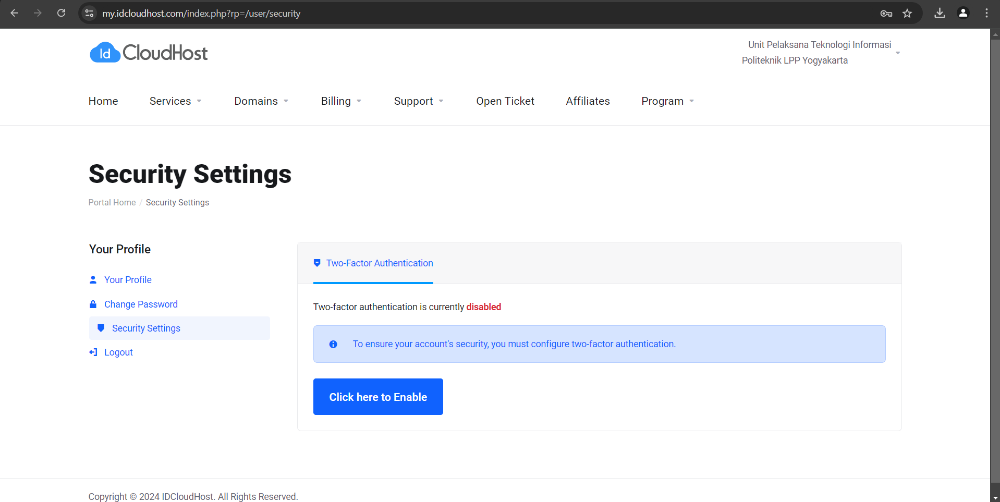 my.idcloudhost.com/index.php?rp=/user/security
Id CloudHost
Unit Pelaksana Teknologi Informasi
Politeknik LPP Yogyakarta
Home Services Domains Billing Support Open Ticket Affiliates Program
Security Settings
Portal Home / Security Settings
Your Profile
Your Profile
Change Password
Security Settings
Logout
Two-Factor Authentication
Two-factor authentication is currently disabled
To ensure your account's security, you must configure two-factor authentication.
Click here to Enable
Copyright © 2024 IDCloudHost. All Rights Reserved.